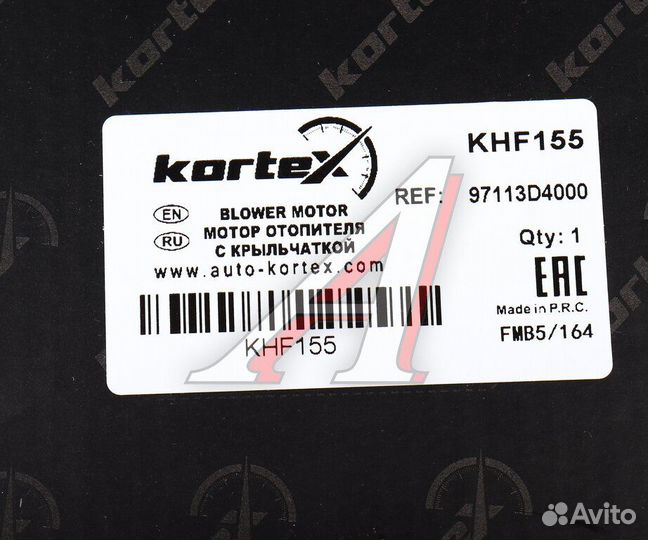 kortex
KHF155
REF: 97113D4000
EN BLOWER MOTOR
RU МОТОР ОТОПИТЕЛЯ
С КРЫЛЬЧАТКОЙ
Qty: 1
www.auto-kortex.com
EAC
Made in P.R.C.
FMB5/164
KHF155
Avito